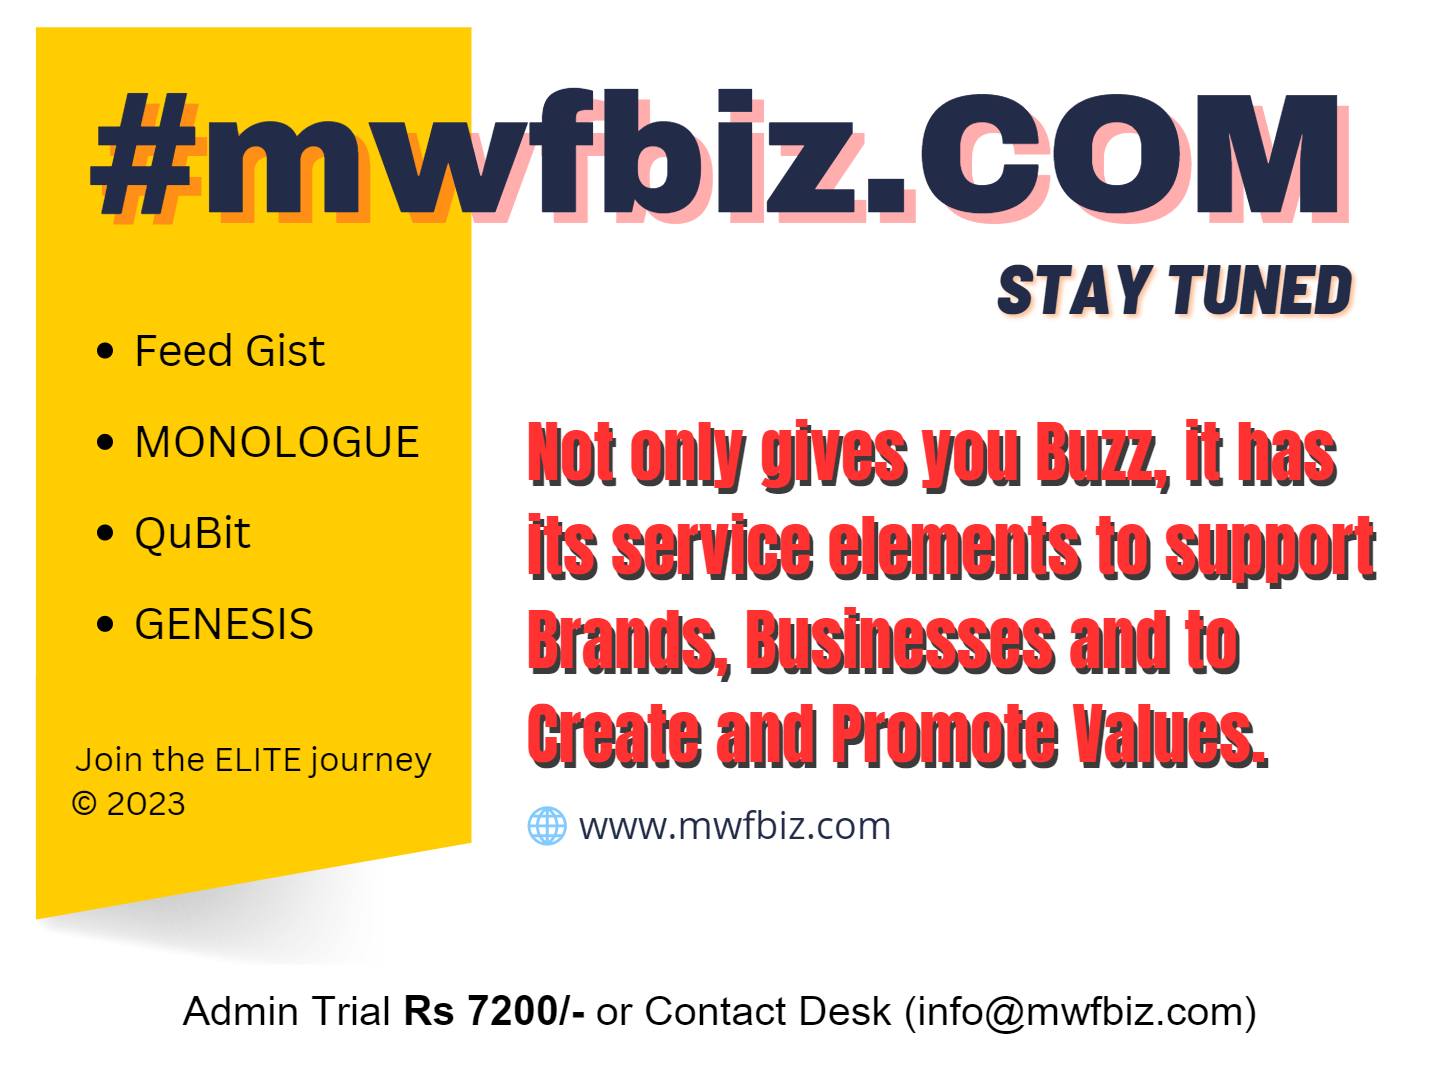 #mwfbiz.COM
STAY TUNED
• Feed Gist
• MONOLOGUE
• QuBit
• GENESIS
Join the ELITE journey
© 2023
Not only gives you Buzz, it has
its service elements to support
Brands, Businesses and to
Create and Promote Values.
www.mwfbiz.com
Admin Trial Rs 7200/- or Contact Desk (info@mwfbiz.com)